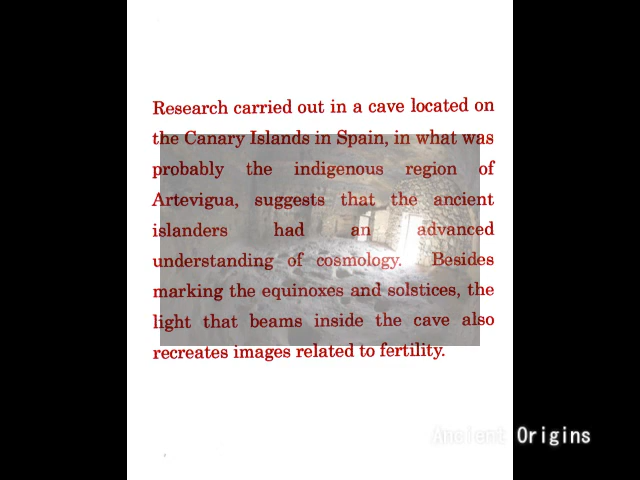 Research carried out in a cave located on
the Canary Islands in Spain, in what was
probably the indigenous region of
Artevigua, suggests that the ancient
islanders had an advanced
understanding of cosmology. Besides
marking the equinoxes and solstices, the
light that beams inside the cave also
recreates images related to fertility.
Ancient Origins